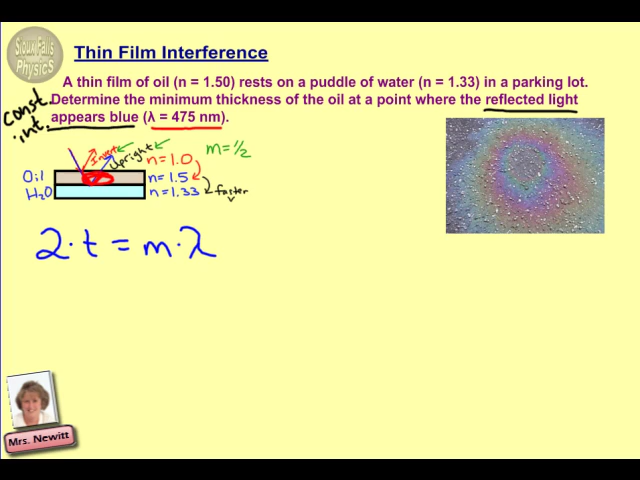 Sioux Falls
Physics
Thin Film Interference
A thin film of oil (n = 1.50) rests on a puddle of water (n = 1.33) in a parking lot.
Determine the minimum thickness of the oil at a point where the reflected light
appears blue (λ = 475 nm).
const.
int.
Invert
Upright
n = 1.0
m = 1/2
Oil
n = 1.5
H2O
n = 1.33
faster
v
2·t = m·λ
Mrs. Newitt